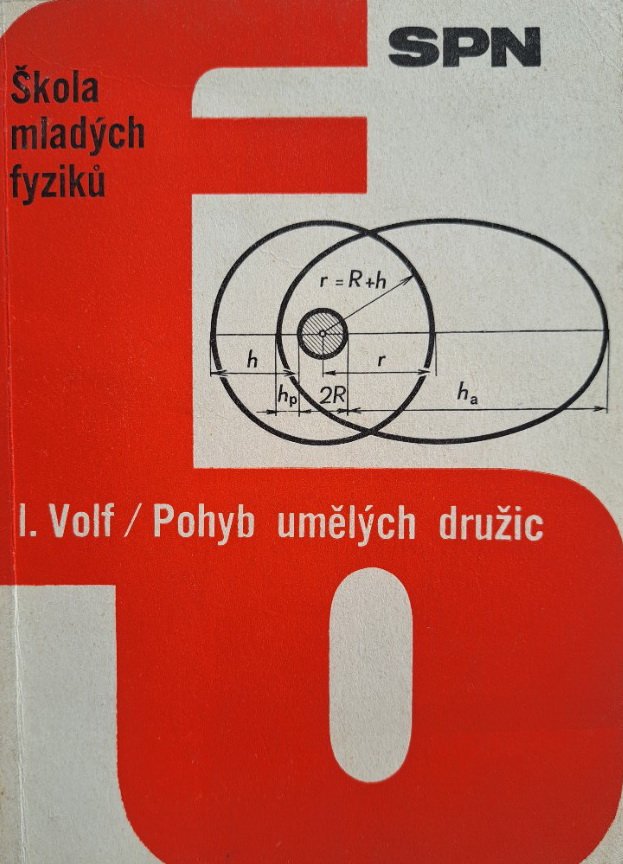 SPN
Škola
mladých
fyziků
r = R + h
h
r
hₚ
2R
hₐ
I. Volf / Pohyb umělých družic